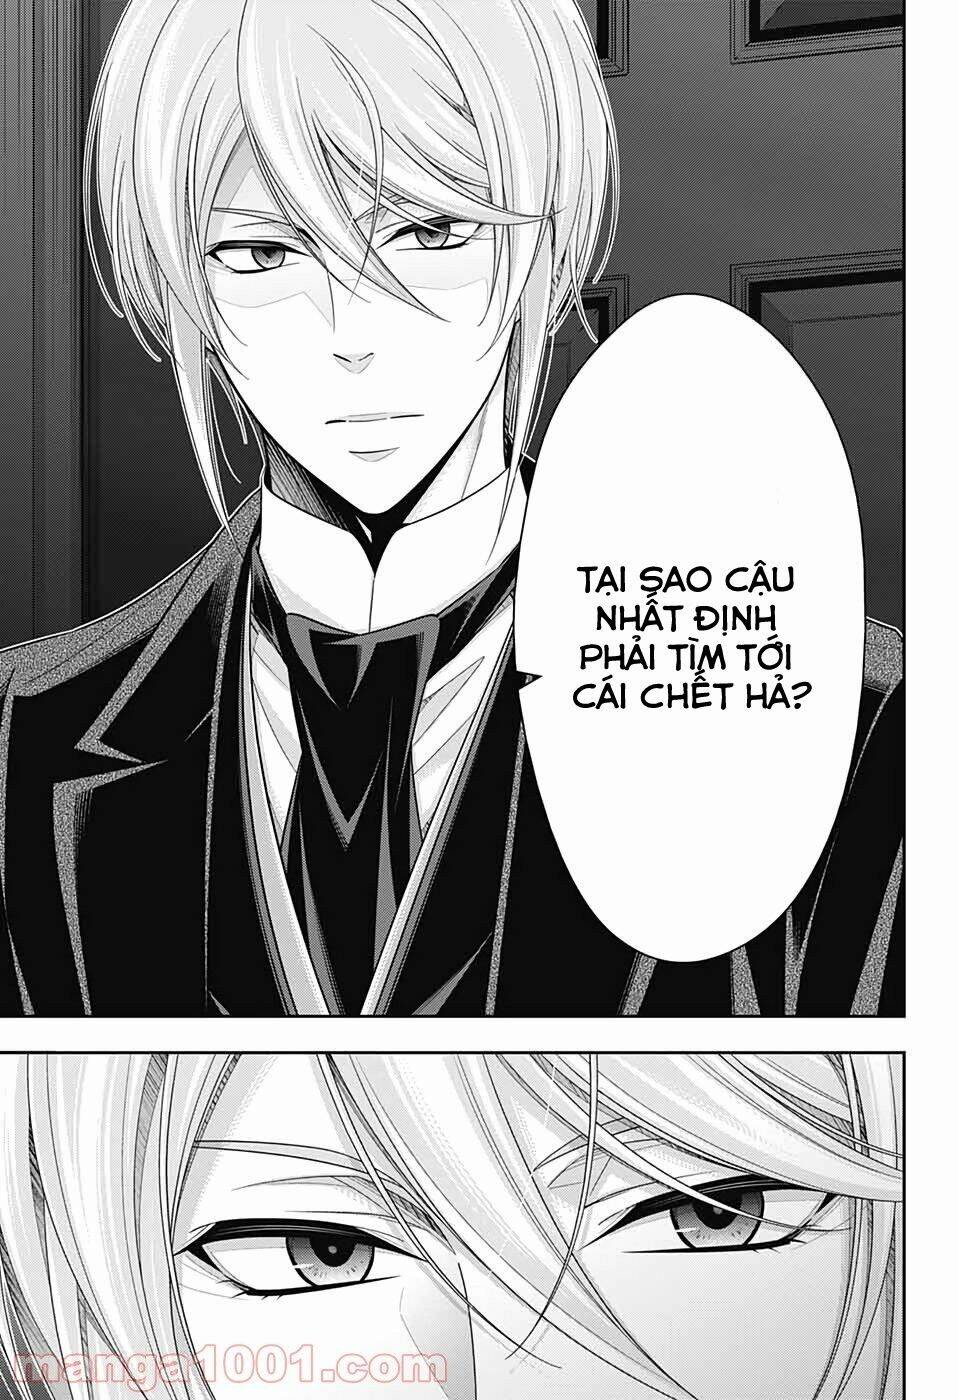 TẠI SAO CẬU
NHẤT ĐỊNH
PHẢI TÌM TỚI
CÁI CHẾT HẢ?
manga1001.com